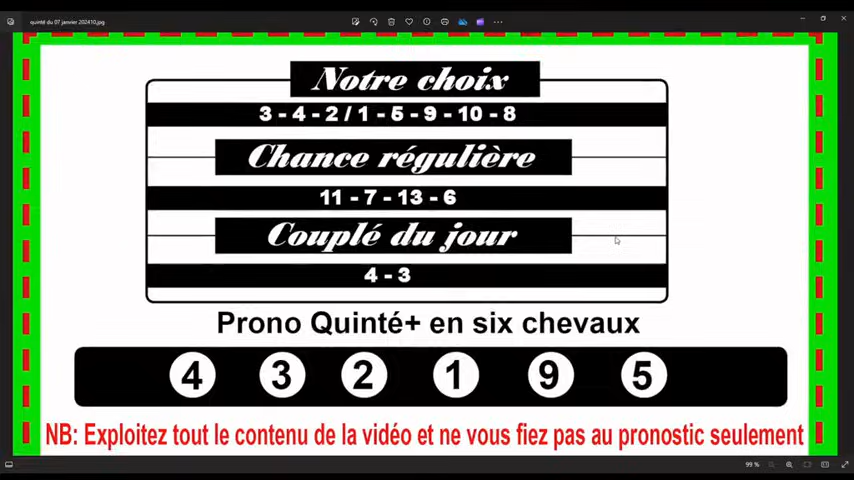 quinté du 07 janvier 202410.jpg
Notre choix
3 - 4 - 2 / 1 - 5 - 9 - 10 - 8
Chance régulière
11 - 7 - 13 - 6
Couplé du jour
4 - 3
Prono Quinté+ en six chevaux
4 3 2 1 9 5
NB: Exploitez tout le contenu de la vidéo et ne vous fiez pas au pronostic seulement
99 %